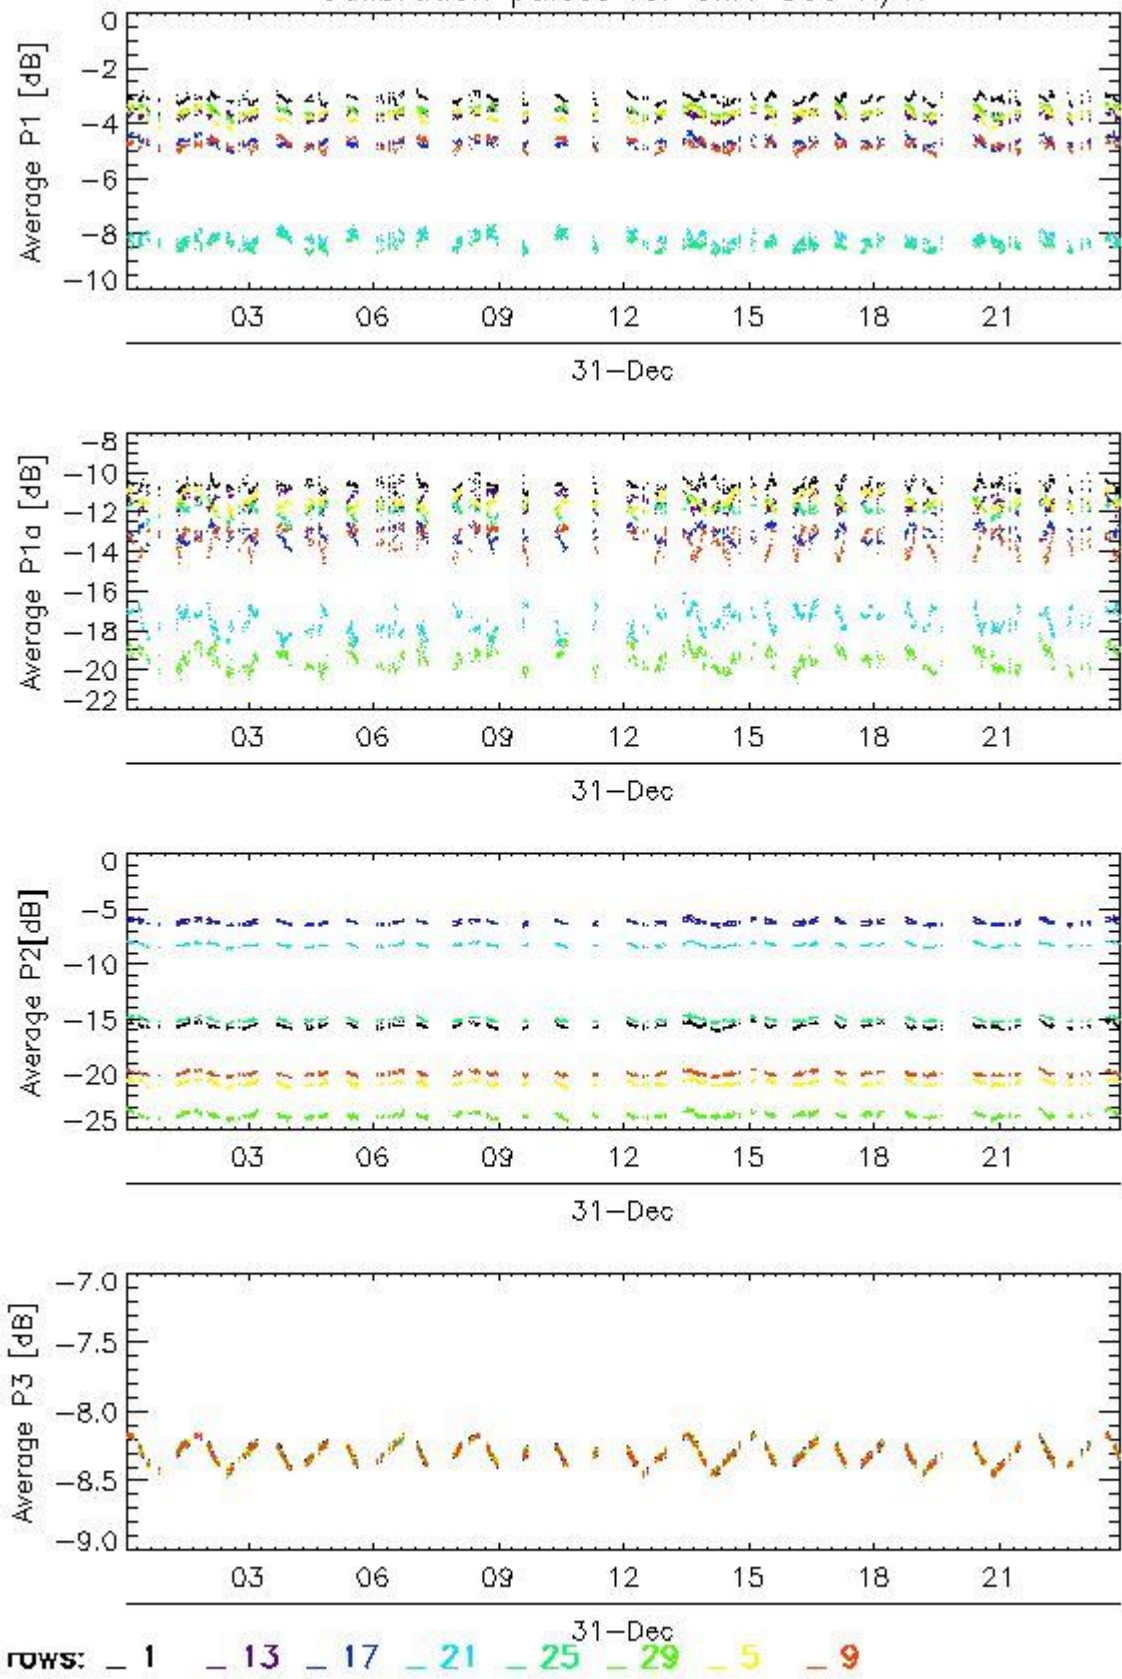 Average P1 [dB]
0
−2
−4
−6
−8
−10
03 06 09 12 15 18 21
31−Dec
Average P1a [dB]
−8
−10
−12
−14
−16
−18
−20
−22
03 06 09 12 15 18 21
31−Dec
Average P2[dB]
0
−5
−10
−15
−20
−25
03 06 09 12 15 18 21
31−Dec
Average P3 [dB]
−7.0
−7.5
−8.0
−8.5
−9.0
03 06 09 12 15 18 21
31−Dec
rows: _ 1 _ 13 _ 17 _ 21 _ 25 _ 29 _ 5 _ 9